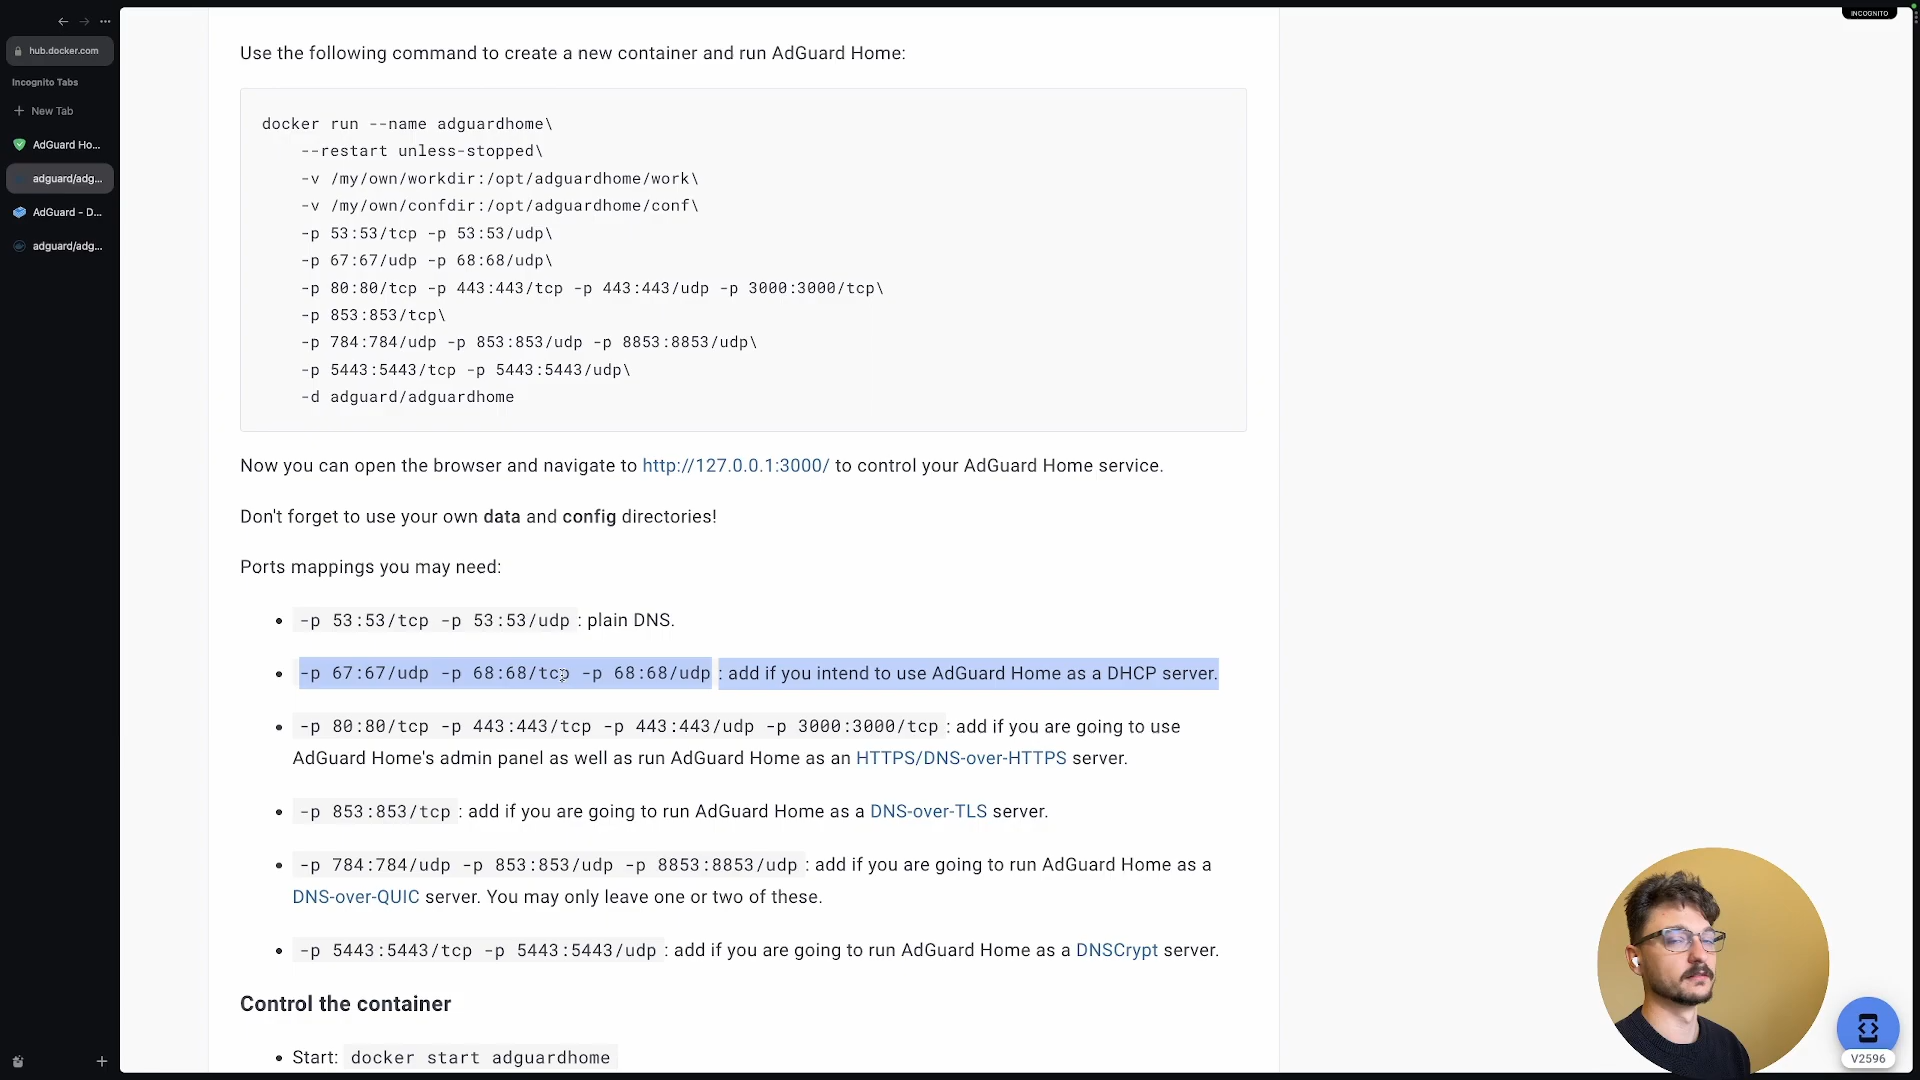 INCOGNITO
hub.docker.com
Incognito Tabs
New Tab
AdGuard Ho...
adguard/adg...
AdGuard - D...
adguard/adg...
Use the following command to create a new container and run AdGuard Home:
docker run --name adguardhome\
--restart unless-stopped\
-v /my/own/workdir:/opt/adguardhome/work\
-v /my/own/confdir:/opt/adguardhome/conf\
-p 53:53/tcp -p 53:53/udp\
-p 67:67/udp -p 68:68/udp\
-p 80:80/tcp -p 443:443/tcp -p 443:443/udp -p 3000:3000/tcp\
-p 853:853/tcp\
-p 784:784/udp -p 853:853/udp -p 8853:8853/udp\
-p 5443:5443/tcp -p 5443:5443/udp\
-d adguard/adguardhome
Now you can open the browser and navigate to http://127.0.0.1:3000/ to control your AdGuard Home service.
Don't forget to use your own data and config directories!
Ports mappings you may need:
• -p 53:53/tcp -p 53:53/udp : plain DNS.
• -p 67:67/udp -p 68:68/tcp -p 68:68/udp : add if you intend to use AdGuard Home as a DHCP server.
• -p 80:80/tcp -p 443:443/tcp -p 443:443/udp -p 3000:3000/tcp : add if you are going to use
AdGuard Home's admin panel as well as run AdGuard Home as an HTTPS/DNS-over-HTTPS server.
• -p 853:853/tcp : add if you are going to run AdGuard Home as a DNS-over-TLS server.
• -p 784:784/udp -p 853:853/udp -p 8853:8853/udp : add if you are going to run AdGuard Home as a
DNS-over-QUIC server. You may only leave one or two of these.
• -p 5443:5443/tcp -p 5443:5443/udp : add if you are going to run AdGuard Home as a DNSCrypt server.
Control the container
• Start: docker start adguardhome
V2596